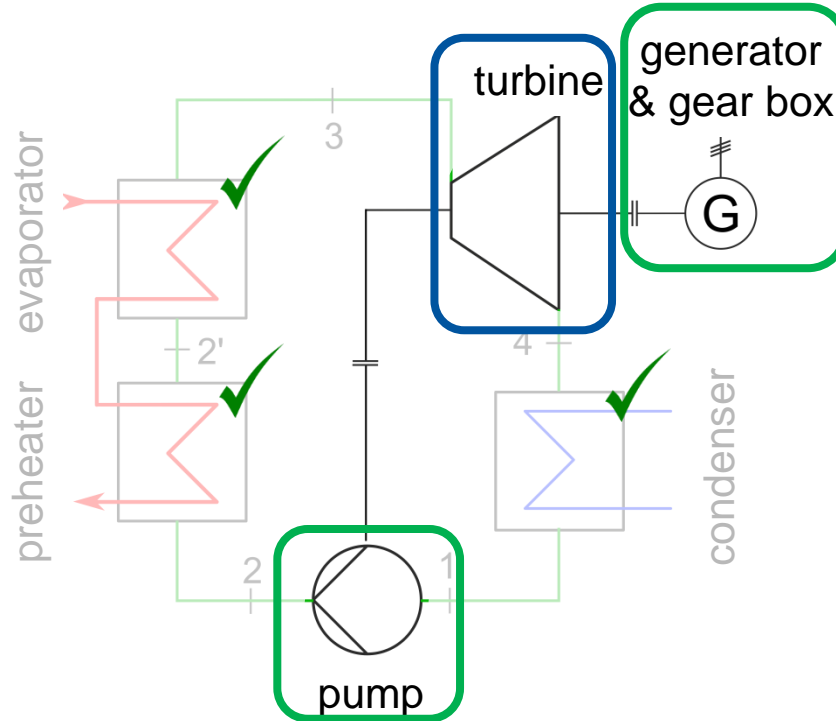 generator
& gear box
turbine
3
evaporator
G
2'
4
preheater
condenser
2
1
pump